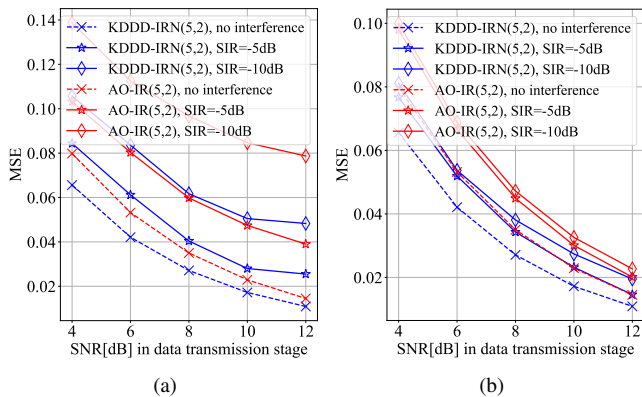 0.14
0.12
0.10
0.08
0.06
0.04
0.02
MSE
KDDD-IRN(5,2), no interference
KDDD-IRN(5,2), SIR=-5dB
KDDD-IRN(5,2), SIR=-10dB
AO-IR(5,2), no interference
AO-IR(5,2), SIR=-5dB
AO-IR(5,2), SIR=-10dB
4 6 8 10 12
SNR[dB] in data transmission stage
(a)
0.10
0.08
0.06
0.04
0.02
MSE
KDDD-IRN(5,2), no interference
KDDD-IRN(5,2), SIR=-5dB
KDDD-IRN(5,2), SIR=-10dB
AO-IR(5,2), no interference
AO-IR(5,2), SIR=-5dB
AO-IR(5,2), SIR=-10dB
4 6 8 10 12
SNR[dB] in data transmission stage
(b)